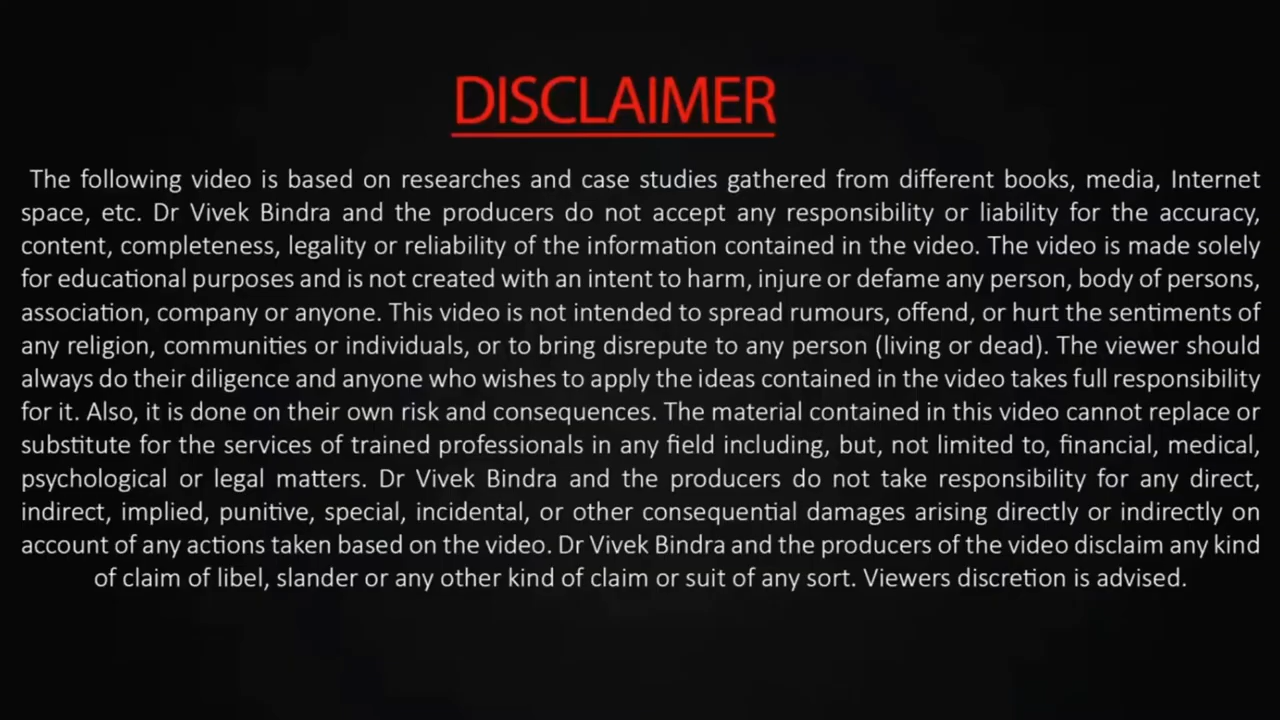 DISCLAIMER
The following video is based on researches and case studies gathered from different books, media, Internet
space, etc. Dr Vivek Bindra and the producers do not accept any responsibility or liability for the accuracy,
content, completeness, legality or reliability of the information contained in the video. The video is made solely
for educational purposes and is not created with an intent to harm, injure or defame any person, body of persons,
association, company or anyone. This video is not intended to spread rumours, offend, or hurt the sentiments of
any religion, communities or individuals, or to bring disrepute to any person (living or dead). The viewer should
always do their diligence and anyone who wishes to apply the ideas contained in the video takes full responsibility
for it. Also, it is done on their own risk and consequences. The material contained in this video cannot replace or
substitute for the services of trained professionals in any field including, but, not limited to, financial, medical,
psychological or legal matters. Dr Vivek Bindra and the producers do not take responsibility for any direct,
indirect, implied, punitive, special, incidental, or other consequential damages arising directly or indirectly on
account of any actions taken based on the video. Dr Vivek Bindra and the producers of the video disclaim any kind
of claim of libel, slander or any other kind of claim or suit of any sort. Viewers discretion is advised.